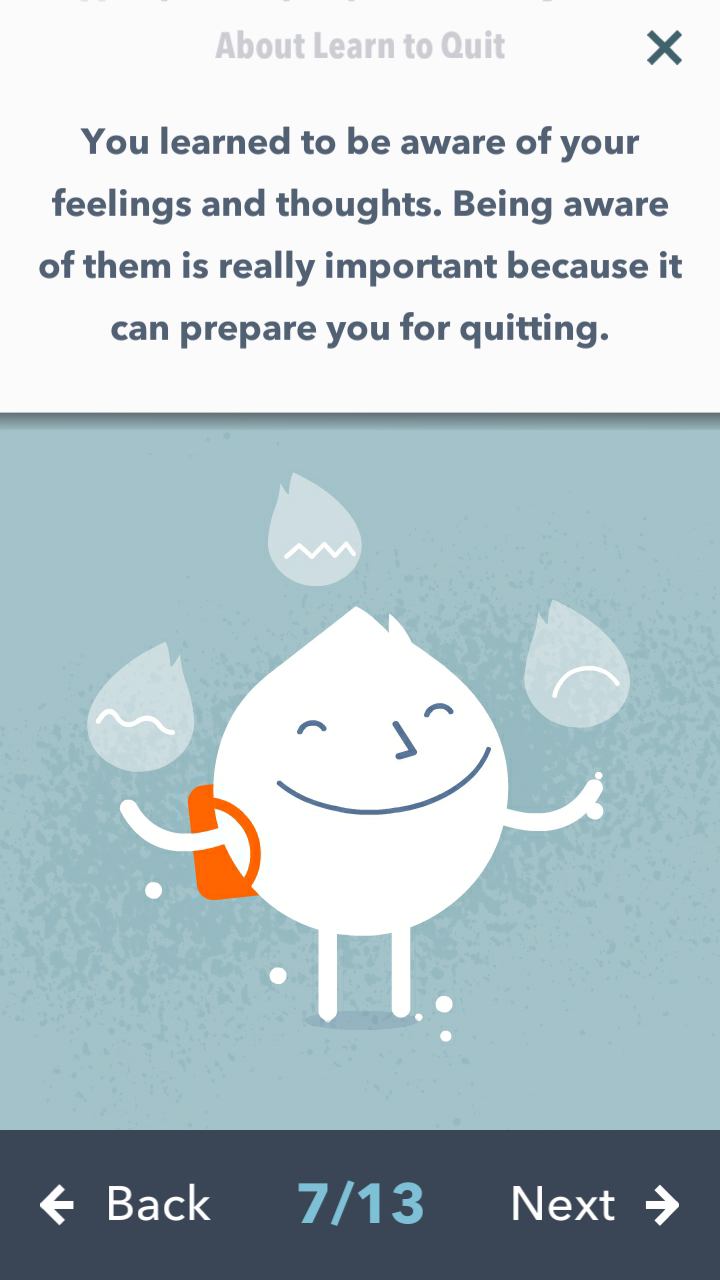 About Learn to Quit
You learned to be aware of your
feelings and thoughts. Being aware
of them is really important because it
can prepare you for quitting.
Back 7/13 Next